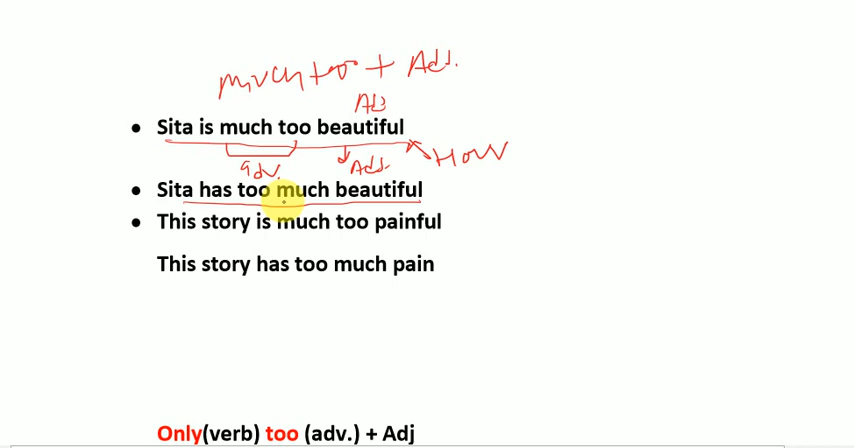 much too + Adj.
Adj
• Sita is much too beautiful
adv. Adj. How
• Sita has too much beautiful
• This story is much too painful
This story has too much pain
Only(verb) too (adv.) + Adj